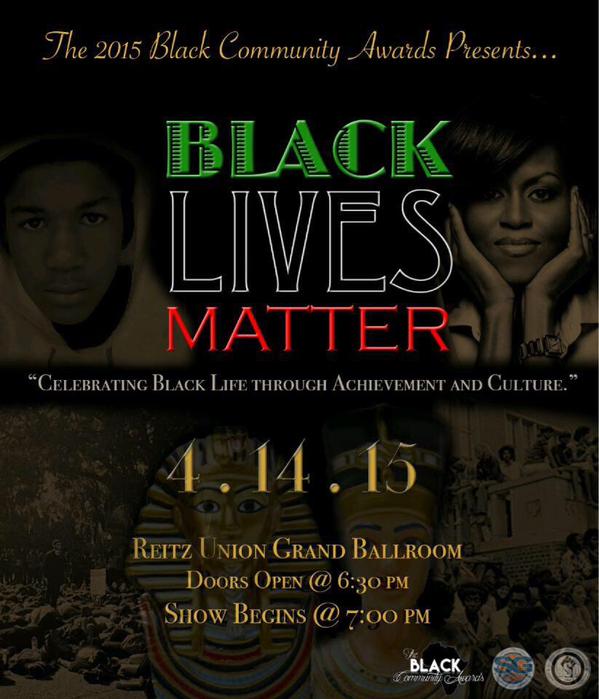 The 2015 Black Community Awards Presents...
BLACK
LIVES
MATTER
“Celebrating Black Life through Achievement and Culture.”
4.14.15
Reitz Union Grand Ballroom
Doors Open @ 6:30 pm
Show Begins @ 7:00 pm
The
BLACK
Community Awards